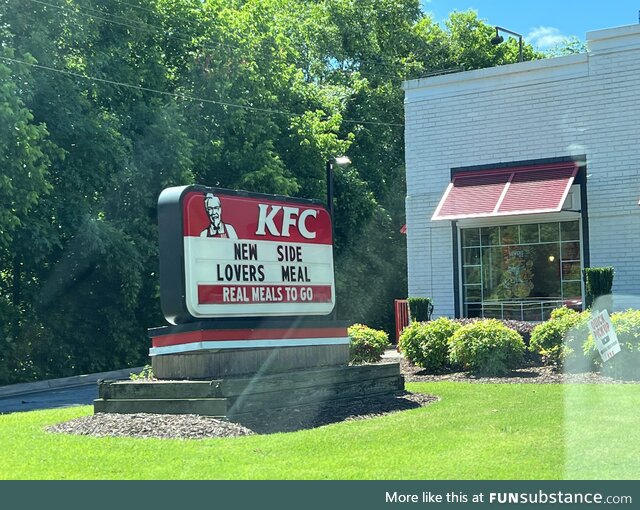 KFC
NEW SIDE
LOVERS MEAL
REAL MEALS TO GO
More like this at FUNsubstance.com